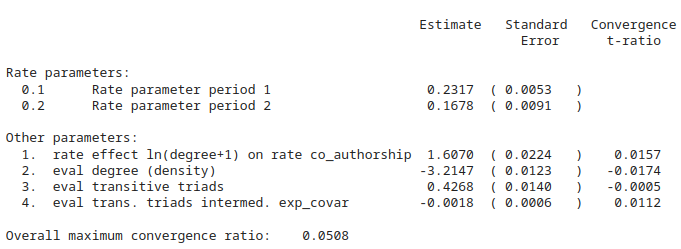 Estimate Standard Convergence
Error t-ratio
Rate parameters:
0.1 Rate parameter period 1 0.2317 ( 0.0053 )
0.2 Rate parameter period 2 0.1678 ( 0.0091 )
Other parameters:
1. rate effect ln(degree+1) on rate co_authorship 1.6070 ( 0.0224 ) 0.0157
2. eval degree (density) -3.2147 ( 0.0123 ) -0.0174
3. eval transitive triads 0.4268 ( 0.0140 ) -0.0005
4. eval trans. triads intermed. exp_covar -0.0018 ( 0.0006 ) 0.0112
Overall maximum convergence ratio: 0.0508